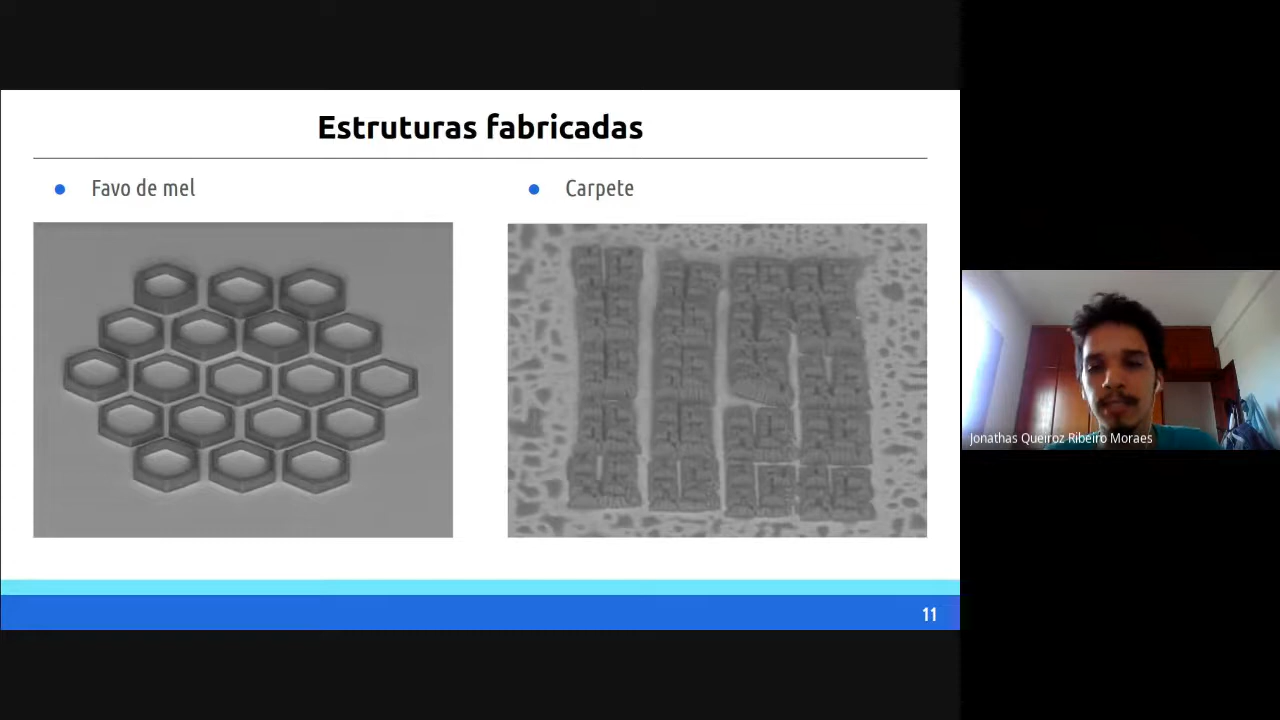 Estruturas fabricadas
Favo de mel
Carpete
Jonathas Queiroz Ribeiro Moraes
11